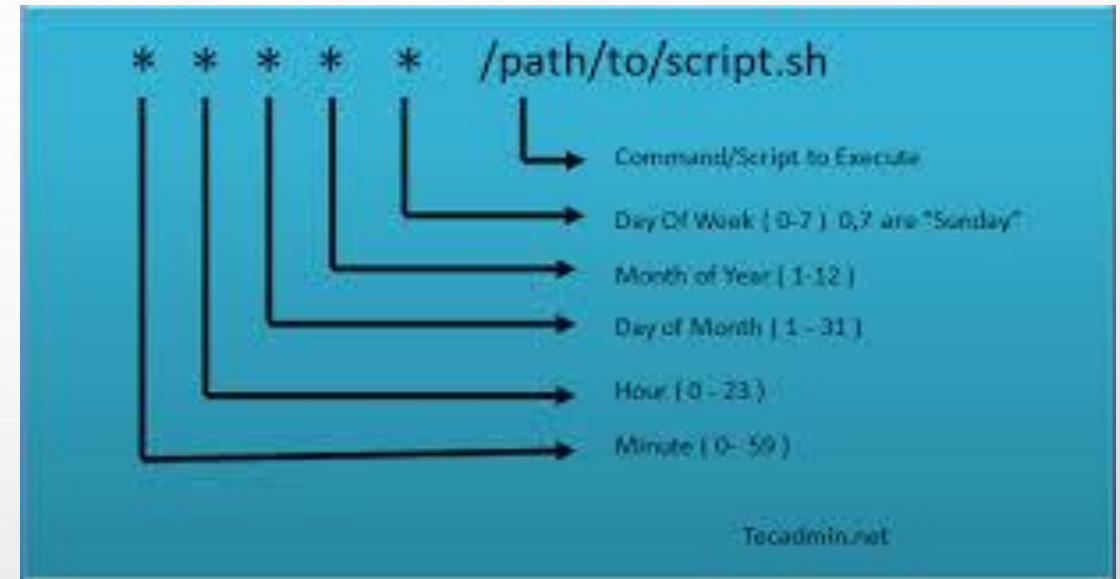 * * * * * /path/to/script.sh
Command/Script to Execute
Day Of Week ( 0-7 ) 0,7 are "Sunday"
Month of Year ( 1-12 )
Day of Month ( 1 - 31 )
Hour ( 0 - 23 )
Minute ( 0- 59 )
Tecadmin.net